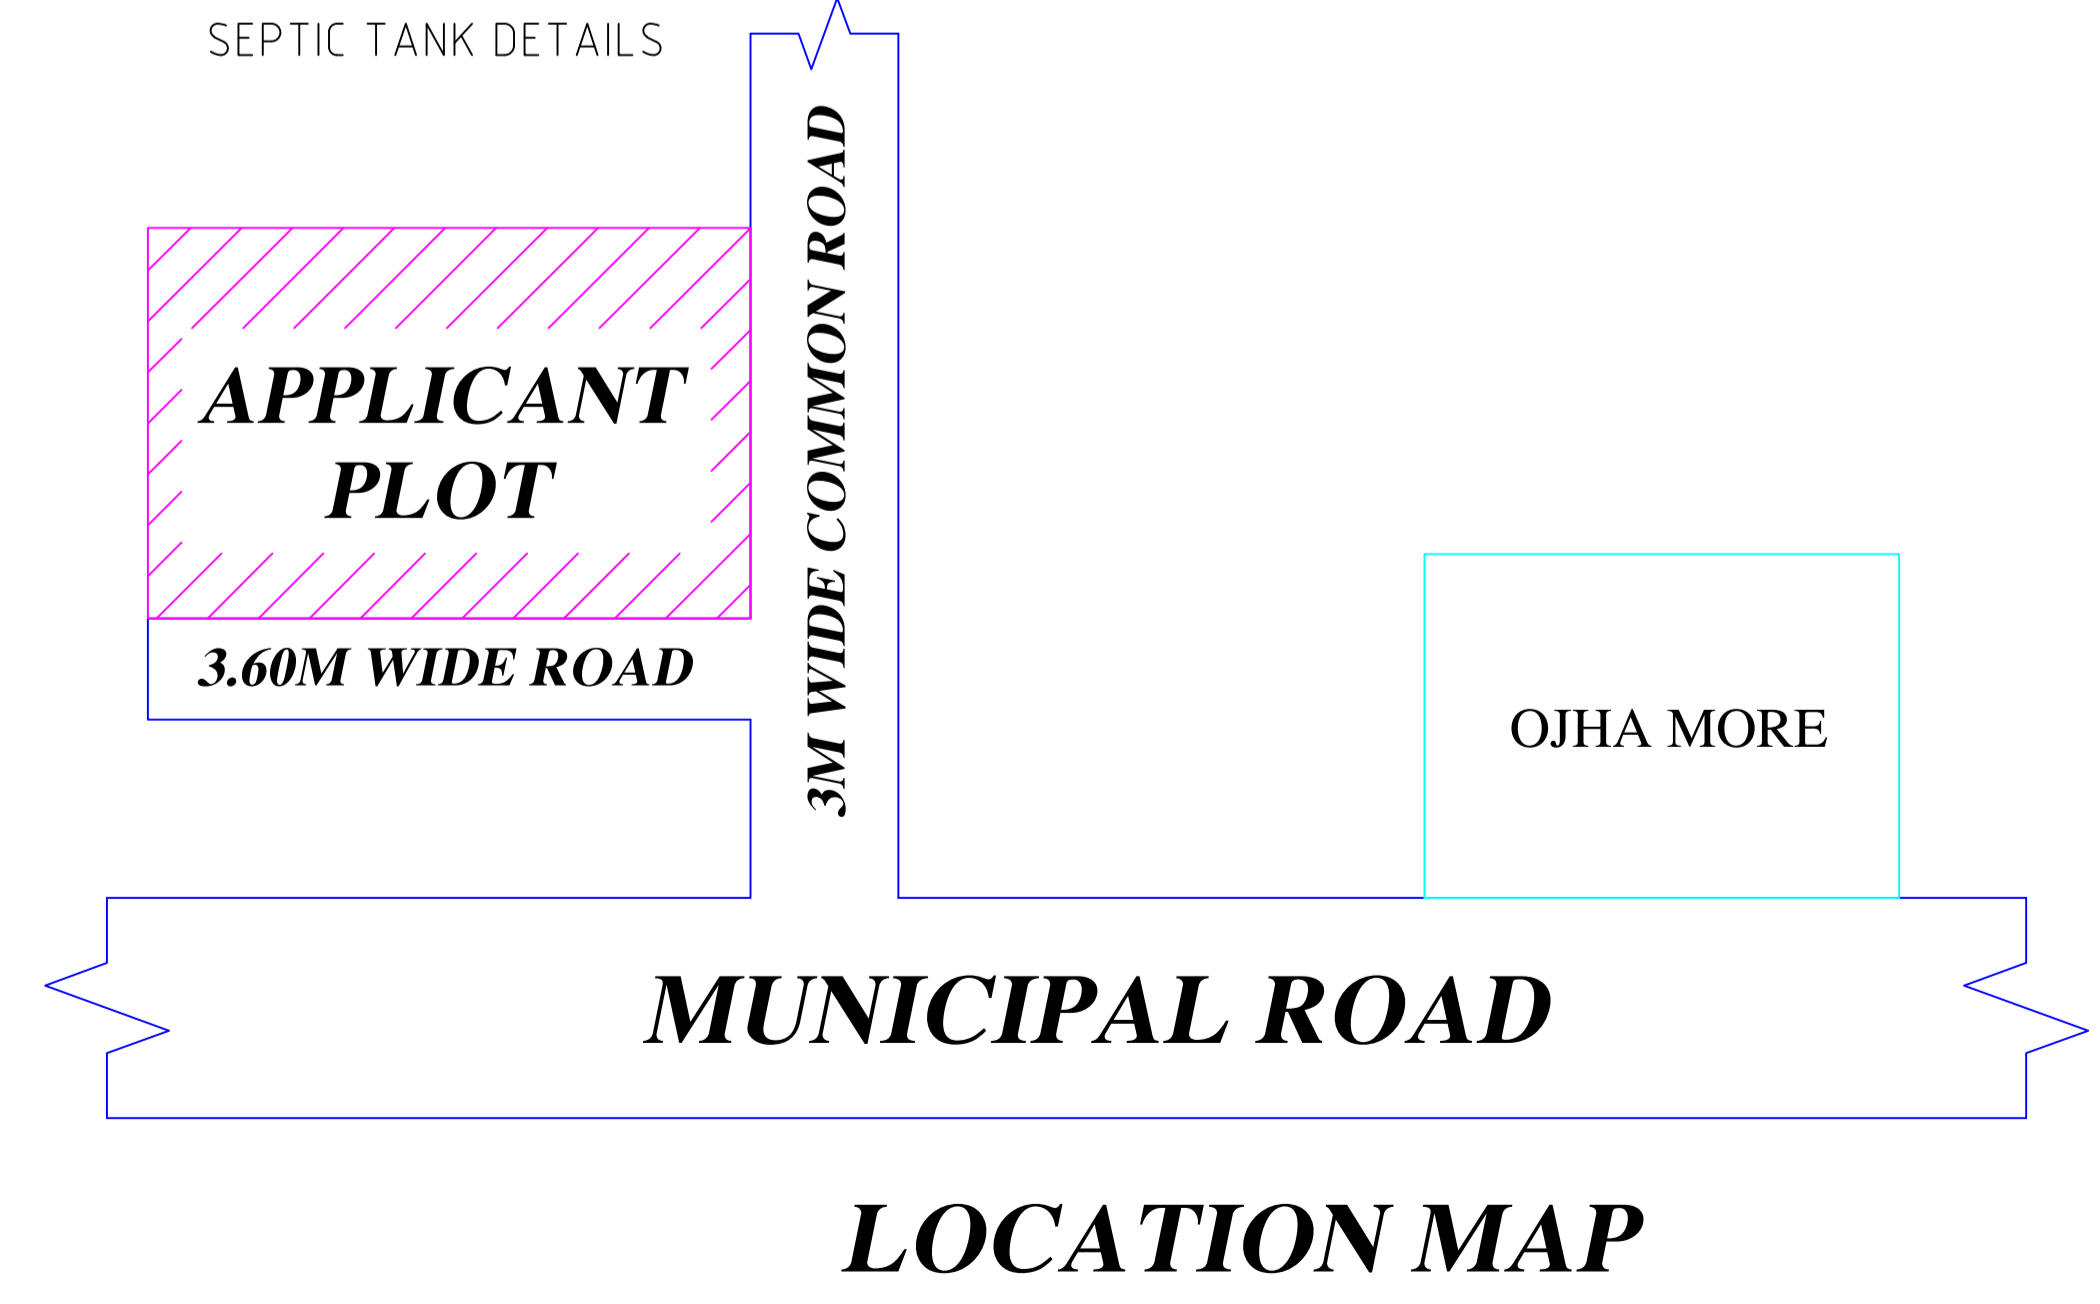 SEPTIC TANK DETAILS
3M WIDE COMMON ROAD
APPLICANT
PLOT
3.60M WIDE ROAD
OJHA MORE
MUNICIPAL ROAD
LOCATION MAP